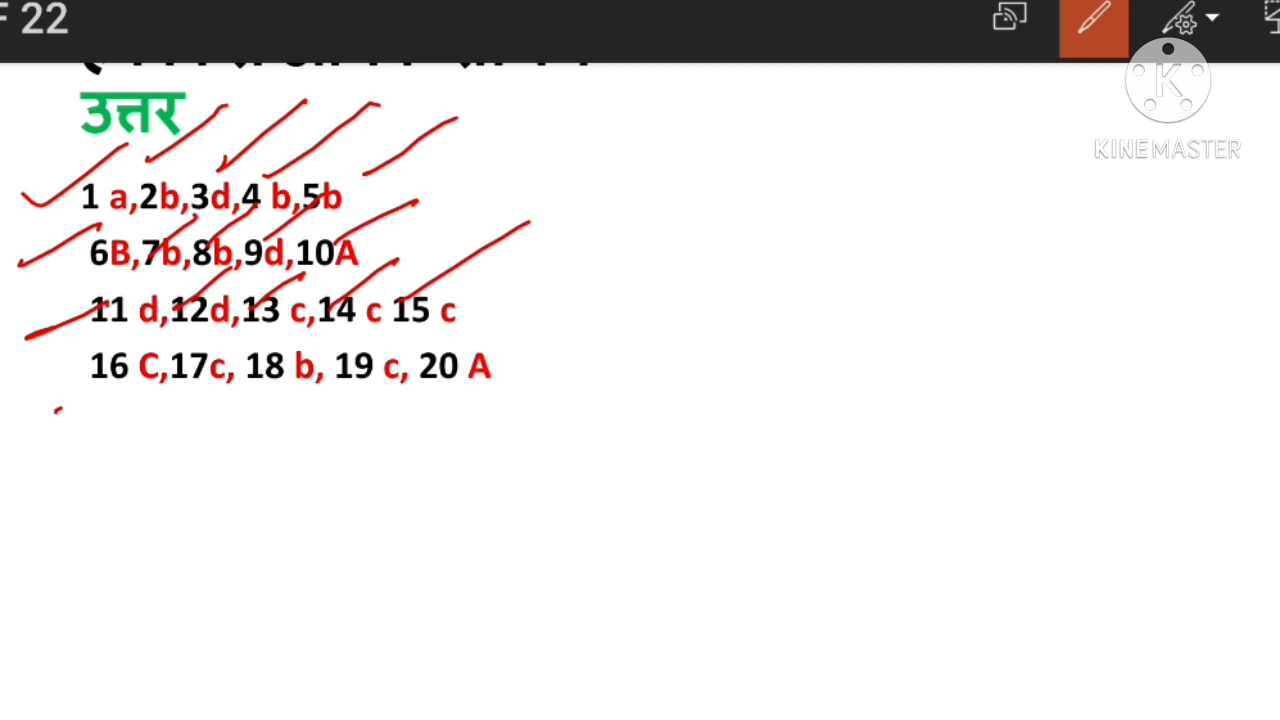 F 22
K
KINEMASTER
उत्तर
1 a,2b,3d,4 b,5b
6B,7b,8b,9d,10A
11 d,12d,13 c,14 c 15 c
16 C,17c, 18 b, 19 c, 20 A